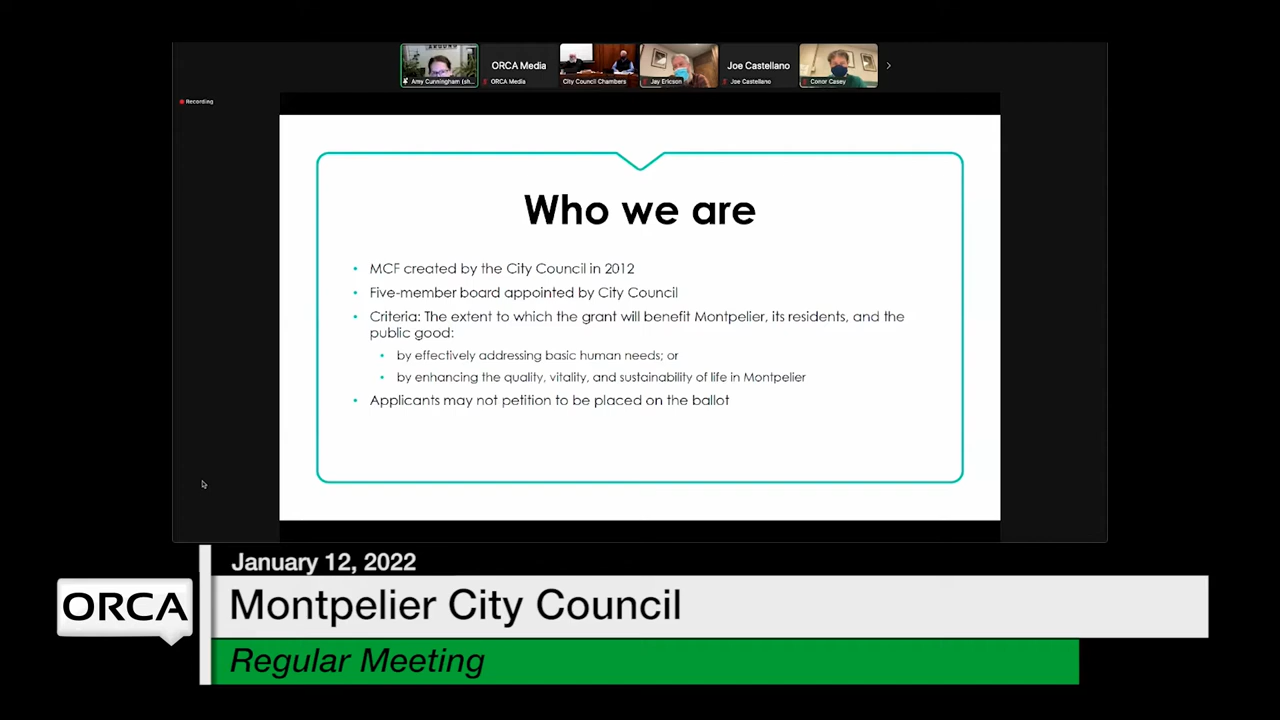 ORCA Media
Joe Castellano
Amy Cunningham (sh...
ORCA Media
City Council Chambers
Jay Ericson
Joe Castellano
Conor Casey
Recording
Who we are
• MCF created by the City Council in 2012
• Five-member board appointed by City Council
• Criteria: The extent to which the grant will benefit Montpelier, its residents, and the
public good:
• by effectively addressing basic human needs; or
• by enhancing the quality, vitality, and sustainability of life in Montpelier
• Applicants may not petition to be placed on the ballot
January 12, 2022
ORCA
Montpelier City Council
Regular Meeting